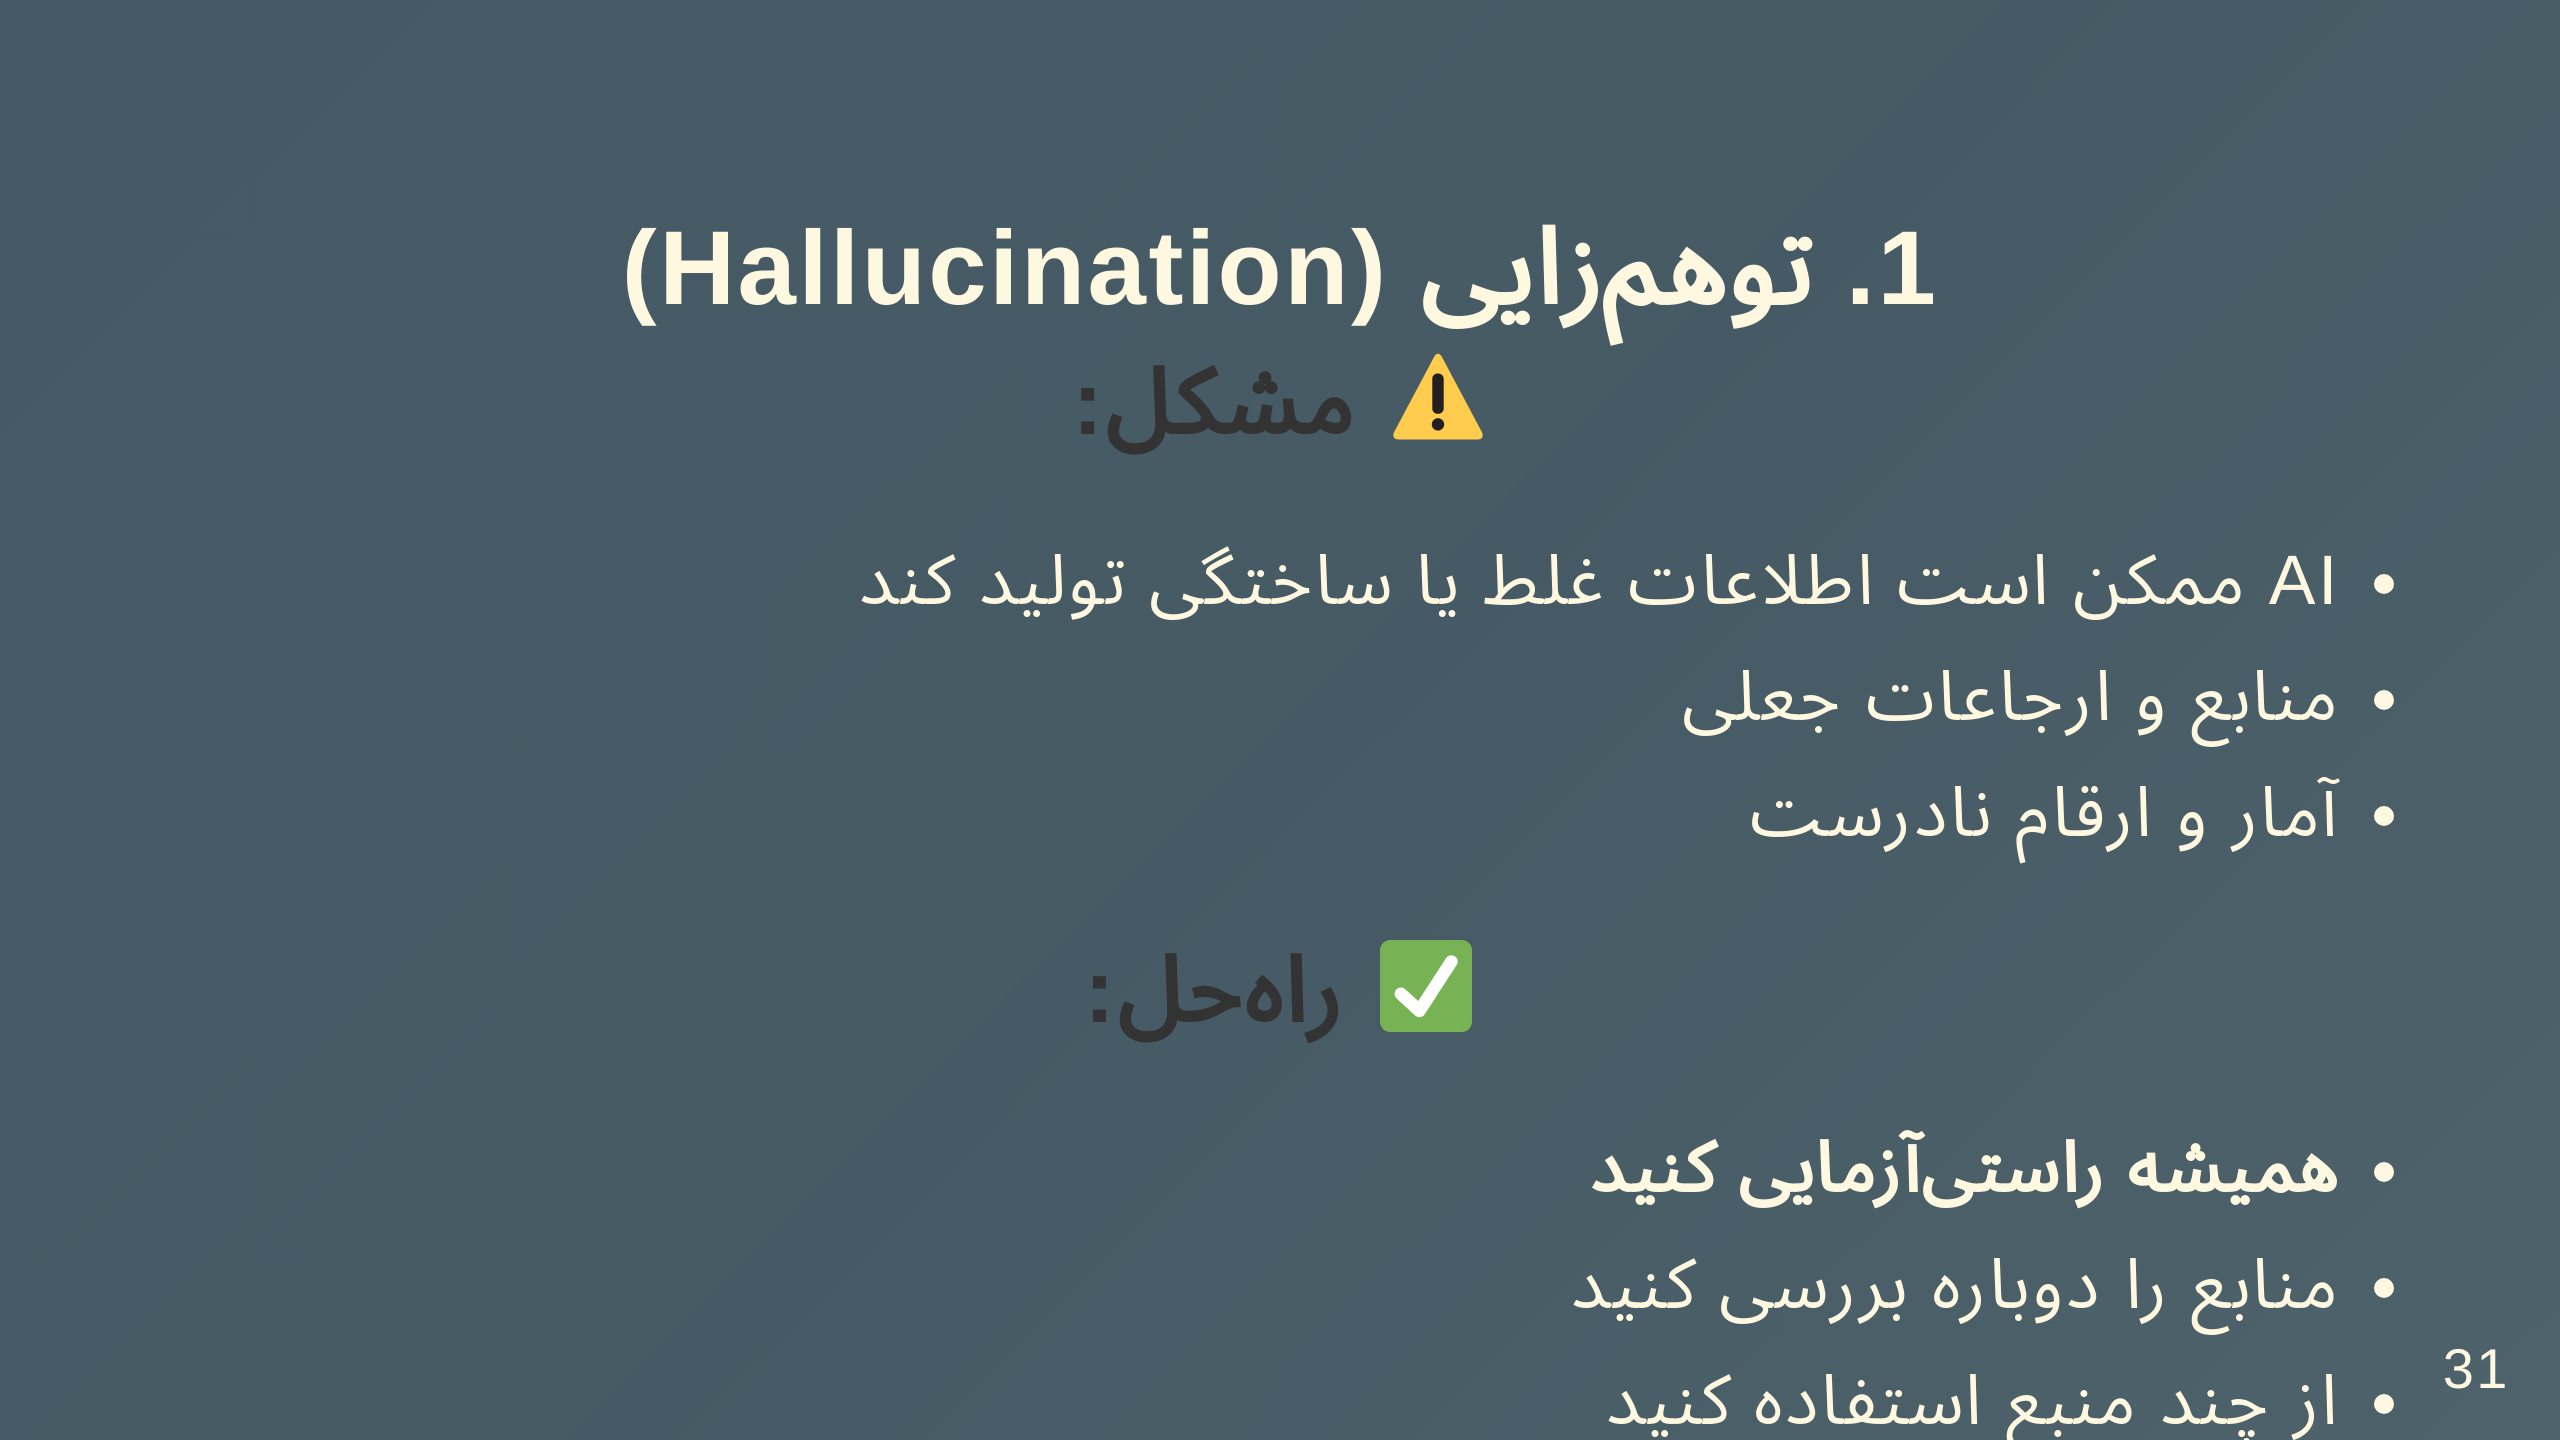 1. توهم‌زایی (Hallucination)
⚠️ مشکل:
• AI ممکن است اطلاعات غلط یا ساختگی تولید کند
• منابع و ارجاعات جعلی
• آمار و ارقام نادرست
✅ راه‌حل:
• همیشه راستی‌آزمایی کنید
• منابع را دوباره بررسی کنید
• از چند منبع استفاده کنید
31